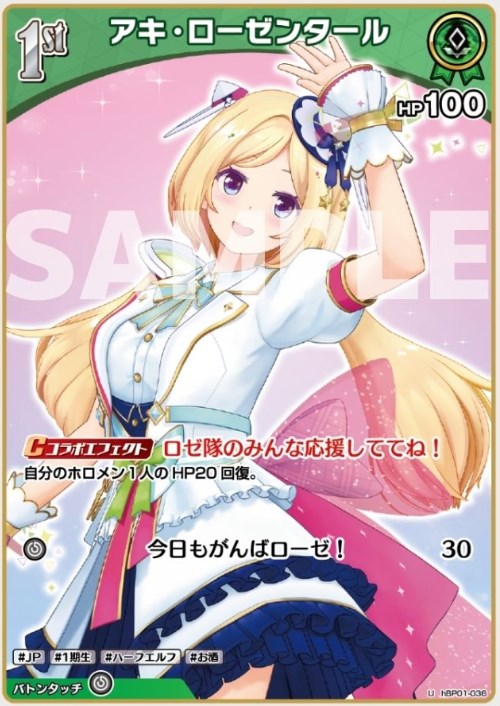 1st
アキ・ローゼンタール
HP100
SAMPLE
Cコラボエフェクト ロゼ隊のみんな応援しててね!
自分のホロメン1人のHP20回復。
今日もがんばローゼ! 30
#JP #1期生 #ハーフエルフ #お酒
バトンタッチ
U hBP01-036